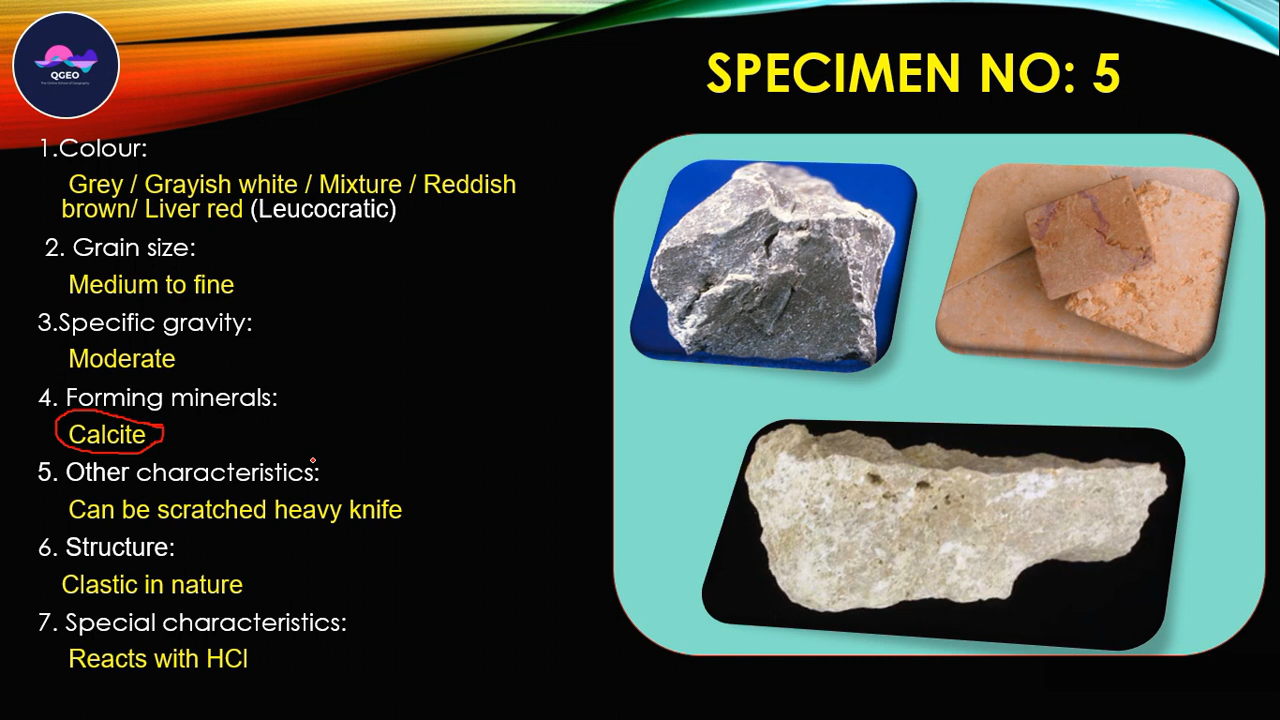 QGEO
SPECIMEN NO: 5
1.Colour:
Grey / Grayish white / Mixture / Reddish
brown/ Liver red (Leucocratic)
2. Grain size:
Medium to fine
3.Specific gravity:
Moderate
4. Forming minerals:
Calcite
5. Other characteristics:
Can be scratched heavy knife
6. Structure:
Clastic in nature
7. Special characteristics:
Reacts with HCl